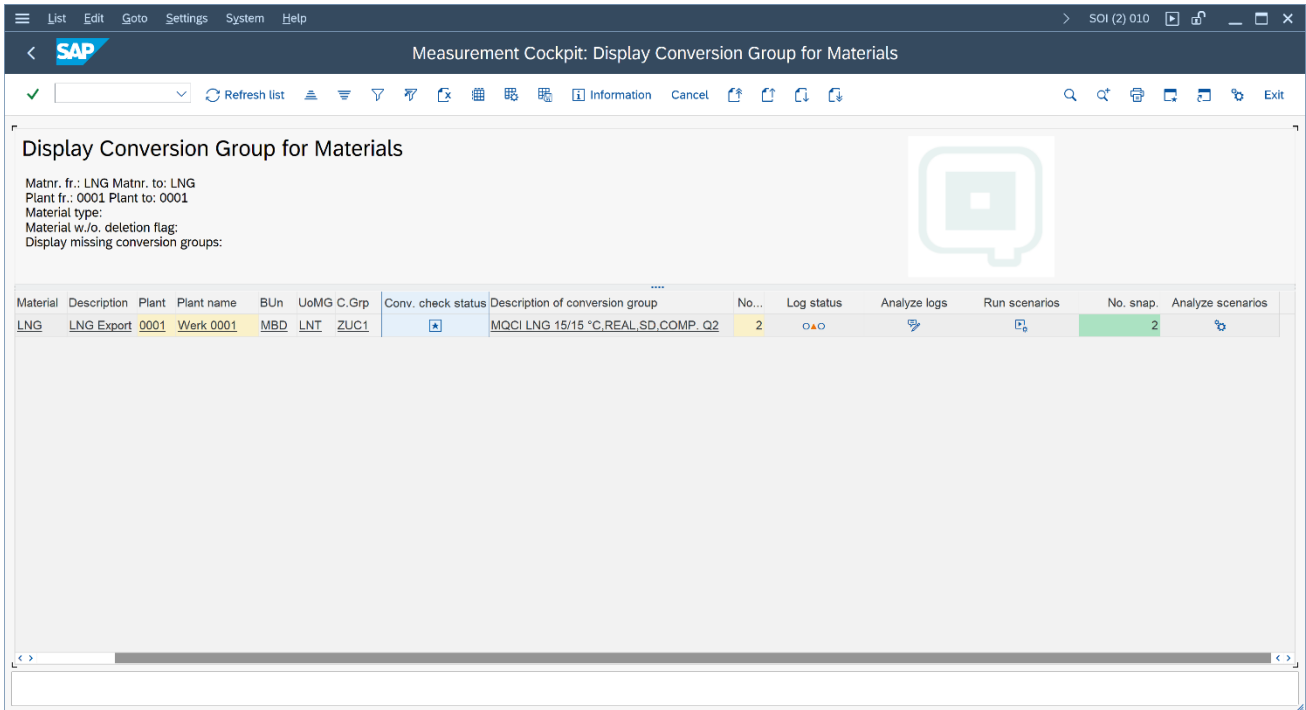 List Edit Goto Settings System Help SOI (2) 010
SAP Measurement Cockpit: Display Conversion Group for Materials
Refresh list Information Cancel Exit
Display Conversion Group for Materials
Matnr. fr.: LNG Matnr. to: LNG
Plant fr.: 0001 Plant to: 0001
Material type:
Material w./o. deletion flag:
Display missing conversion groups:
Material Description Plant Plant name BUn UoMG C.Grp Conv. check status Description of conversion group No... Log status Analyze logs Run scenarios No. snap. Analyze scenarios
LNG LNG Export 0001 Werk 0001 MBD LNT ZUC1 MQCI LNG 15/15 °C,REAL,SD,COMP. Q2 2 2